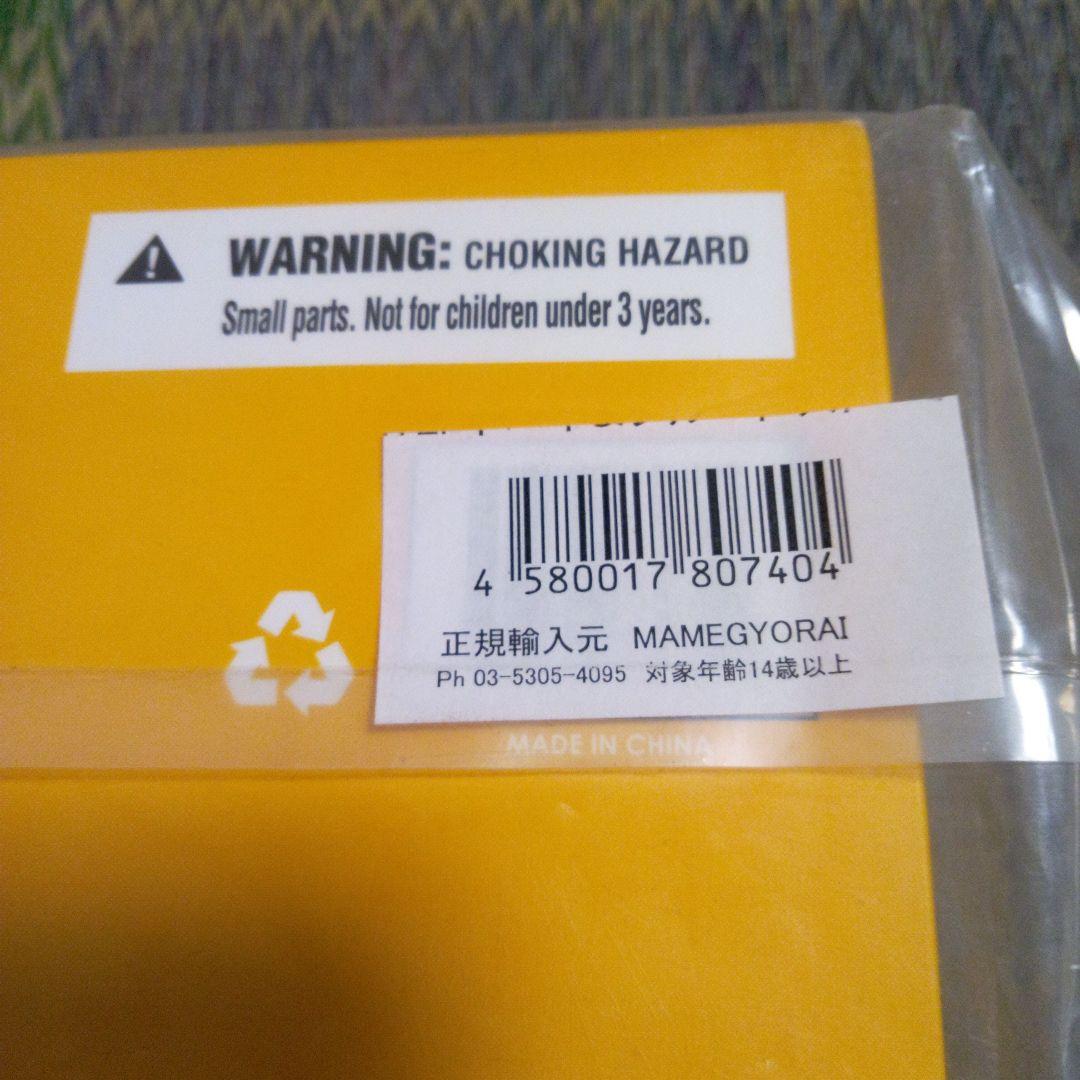 WARNING: CHOKING HAZARD
Small parts. Not for children under 3 years.
4 580017 807404
正規輸入元 MAMEGYORAI
Ph 03-5305-4095 対象年齢14歳以上
MADE IN CHINA